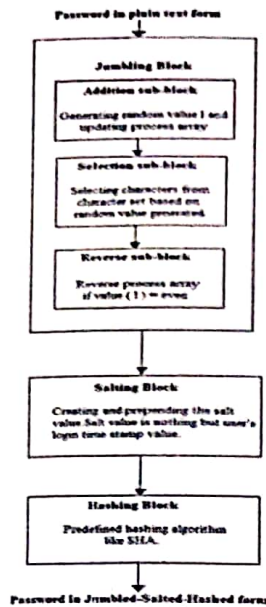 Password in plain text form
Jumbling Block
Addition sub-block
Generating random value l and
updating process array
Selection sub-block
Selecting characters from
character set based on
random value generated.
Reverse sub-block
Reverse process array
if value ( l ) = even
Salting Block
Creating and prepending the salt
value.Salt value is nothing but user's
login time stamp value.
Hashing Block
Predefined hashing algorithm
like SHA.
Password in Jumbled-Salted-Hashed form